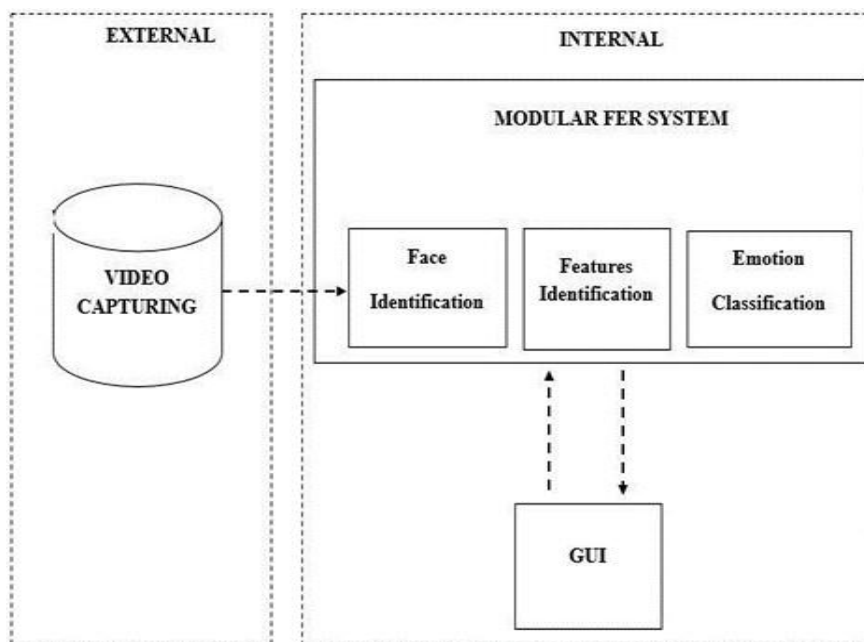 EXTERNAL
INTERNAL
MODULAR FER SYSTEM
VIDEO
CAPTURING
Face
Identification
Features
Identification
Emotion
Classification
GUI